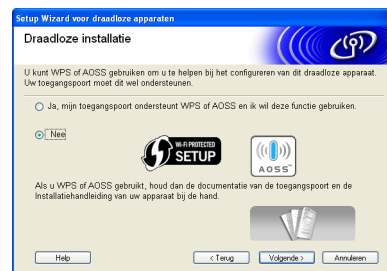 Setup Wizard voor draadloze apparaten
Draadloze installatie
U kunt WPS of AOSS gebruiken om u te helpen bij het configureren van dit draadloze apparaat.
Uw toegangspoort moet dit wel ondersteunen.
Ja, mijn toegangspoort ondersteunt WPS of AOSS en ik wil deze functie gebruiken.
Nee
WI-FI PROTECTED
SETUP
AOSS
Als u WPS of AOSS gebruikt, houd dan de documentatie van de toegangspoort en de
Installatiehandleiding van uw apparaat bij de hand.
Help
< Terug
Volgende >
Annuleren